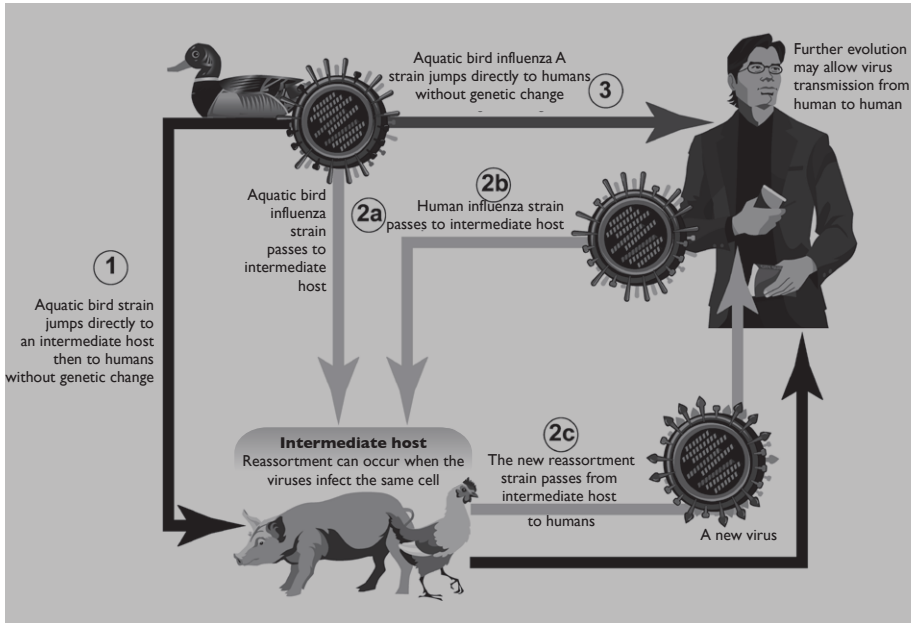 Aquatic bird influenza A
strain jumps directly to humans
without genetic change
3
Further evolution
may allow virus
transmission from
human to human
Aquatic bird
influenza
strain
passes to
intermediate
host
2a
2b
Human influenza strain
passes to intermediate host
1
Aquatic bird strain
jumps directly to
an intermediate host
then to humans
without genetic change
Intermediate host
Reassortment can occur when the
viruses infect the same cell
2c
The new reassortment
strain passes from
intermediate host
to humans
A new virus